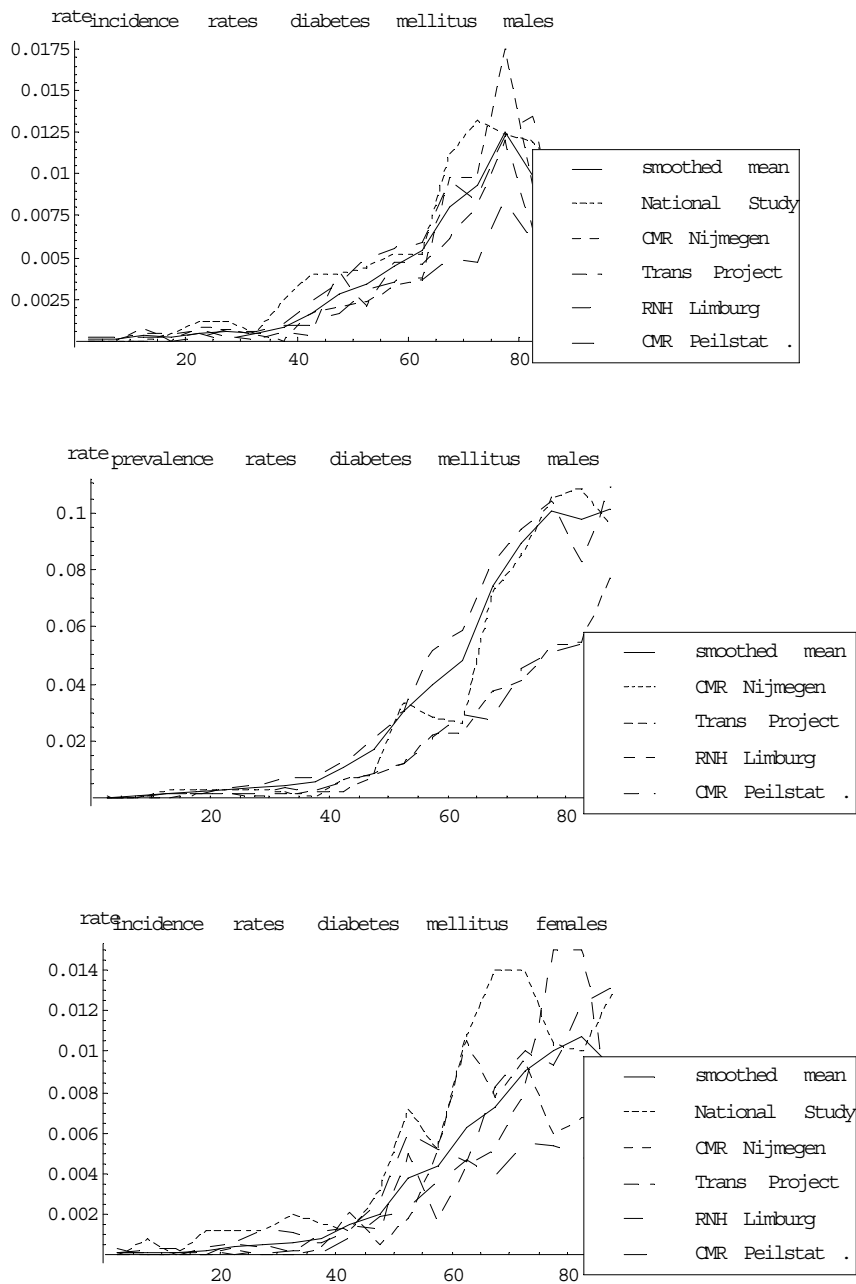 rate incidence rates diabetes mellitus males
0.0175
0.015
0.0125
0.01
0.0075
0.005
0.0025
20 40 60 80
smoothed mean
National Study
CMR Nijmegen
Trans Project
RNH Limburg
CMR Peilstat .
rate prevalence rates diabetes mellitus males
0.1
0.08
0.06
0.04
0.02
20 40 60 80
smoothed mean
CMR Nijmegen
Trans Project
RNH Limburg
CMR Peilstat .
rate incidence rates diabetes mellitus females
0.014
0.012
0.01
0.008
0.006
0.004
0.002
20 40 60 80
smoothed mean
National Study
CMR Nijmegen
Trans Project
RNH Limburg
CMR Peilstat .